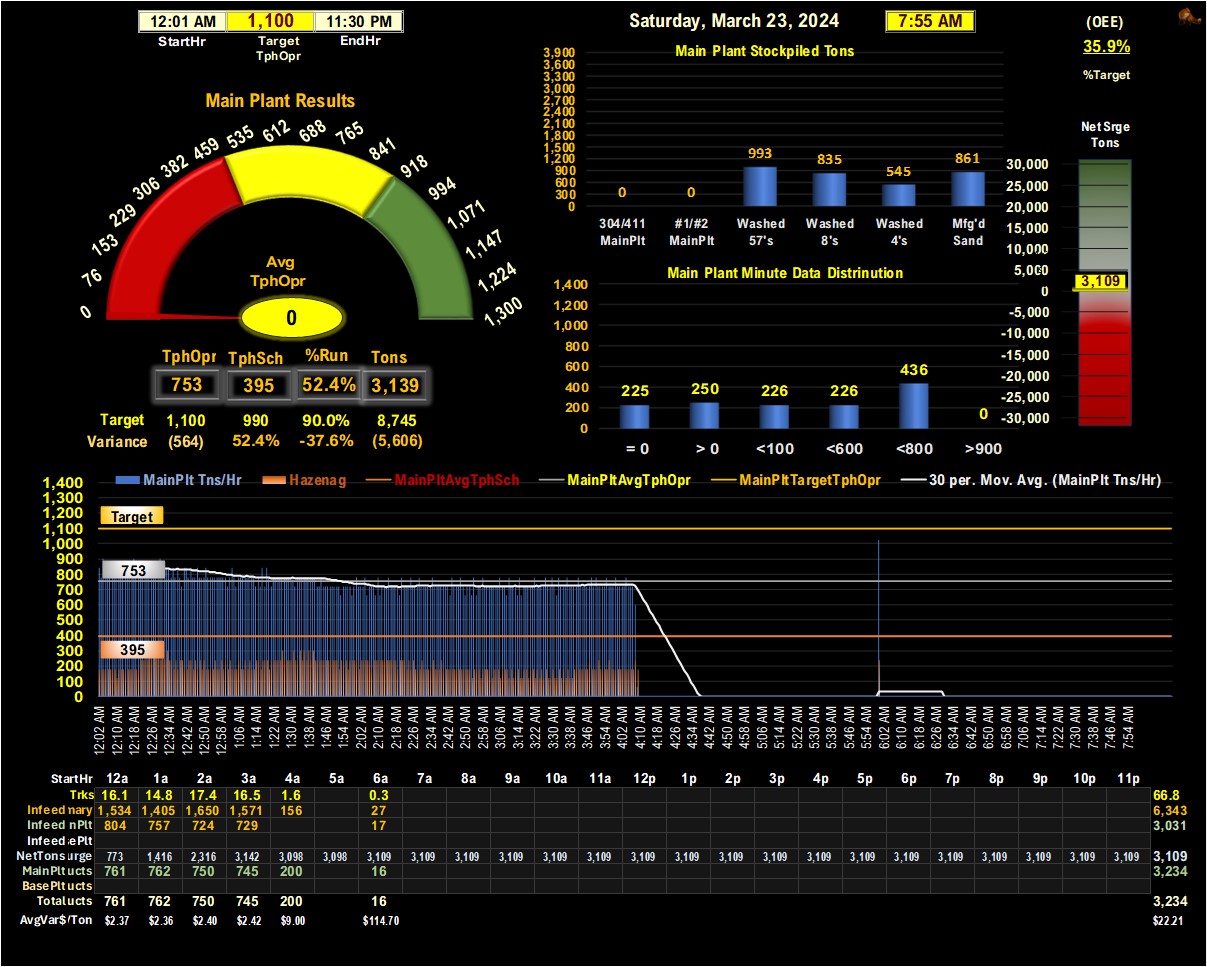 12:01 AM 1,100 11:30 PM
StartHr Target TphOpr EndHr
Saturday, March 23, 2024 7:55 AM
(OEE)
35.9%
%Target
Main Plant Results
0 76 153 229 306 382 459 535 612 688 765 841 918 994 1,071 1,147 1,224 1,300
Avg
TphOpr
0
TphOpr TphSch %Run Tons
753 395 52.4% 3,139
Target 1,100 990 90.0% 8,745
Variance (564) 52.4% -37.6% (5,606)
Main Plant Stockpiled Tons
3,900
3,600
3,300
3,000
2,700
2,400
2,100
1,800
1,500
1,200
900
600
300
0
0 0 993 835 545 861
304/411 #1/#2 Washed Washed Washed Mfg'd
MainPlt MainPlt 57's 8's 4's Sand
Main Plant Minute Data Distrinution
1,400
1,200
1,000
800
600
400
200
0
225 250 226 226 436 0
= 0 > 0 <100 <600 <800 >900
Net Srge
Tons
30,000
25,000
20,000
15,000
10,000
5,000
0
-5,000
-10,000
-15,000
-20,000
-25,000
-30,000
3,109
MainPlt Tns/Hr Hazenag MainPltAvgTphSch MainPltAvgTphOpr MainPltTargetTphOpr 30 per. Mov. Avg. (MainPlt Tns/Hr)
1,400
1,300
1,200
1,100
1,000
900
800
700
600
500
400
300
200
100
0
Target
753
395
12:02 AM 12:10 AM 12:18 AM 12:26 AM 12:34 AM 12:42 AM 12:50 AM 12:58 AM 1:06 AM 1:14 AM 1:22 AM 1:30 AM 1:38 AM 1:46 AM 1:54 AM 2:02 AM 2:10 AM 2:18 AM 2:26 AM 2:34 AM 2:42 AM 2:50 AM 2:58 AM 3:06 AM 3:14 AM 3:22 AM 3:30 AM 3:38 AM 3:46 AM 3:54 AM 4:02 AM 4:10 AM 4:18 AM 4:26 AM 4:34 AM 4:42 AM 4:50 AM 4:58 AM 5:06 AM 5:14 AM 5:22 AM 5:30 AM 5:38 AM 5:46 AM 5:54 AM 6:02 AM 6:10 AM 6:18 AM 6:26 AM 6:34 AM 6:42 AM 6:50 AM 6:58 AM 7:06 AM 7:14 AM 7:22 AM 7:30 AM 7:38 AM 7:46 AM 7:54 AM
StartHr 12a 1a 2a 3a 4a 5a 6a 7a 8a 9a 10a 11a 12p 1p 2p 3p 4p 5p 6p 7p 8p 9p 10p 11p
Trks 16.1 14.8 17.4 16.5 1.6 0.3 66.8
Infeed nary 1,534 1,405 1,650 1,571 156 27 6,343
Infeed nPlt 804 757 724 729 17 3,031
Infeed ePlt
NetTons urge 773 1,416 2,316 3,142 3,098 3,098 3,109 3,109 3,109 3,109 3,109 3,109 3,109 3,109 3,109 3,109 3,109 3,109 3,109 3,109 3,109 3,109 3,109 3,109 3,109
MainPlt ucts 761 762 750 745 200 16 3,234
BasePlt ucts
Total ucts 761 762 750 745 200 16 3,234
AvgVar$/Ton $2.37 $2.36 $2.40 $2.42 $9.00 $114.70 $22.21